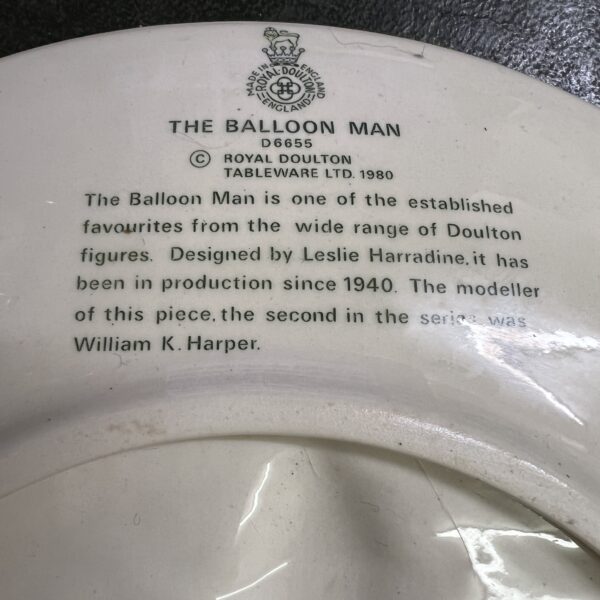 MADE IN ENGLAND
ROYAL DOULTON
ENGLAND
THE BALLOON MAN
D6655
© ROYAL DOULTON
TABLEWARE LTD. 1980
The Balloon Man is one of the established
favourites from the wide range of Doulton
figures. Designed by Leslie Harradine, it has
been in production since 1940. The modeller
of this piece, the second in the series was
William K. Harper.